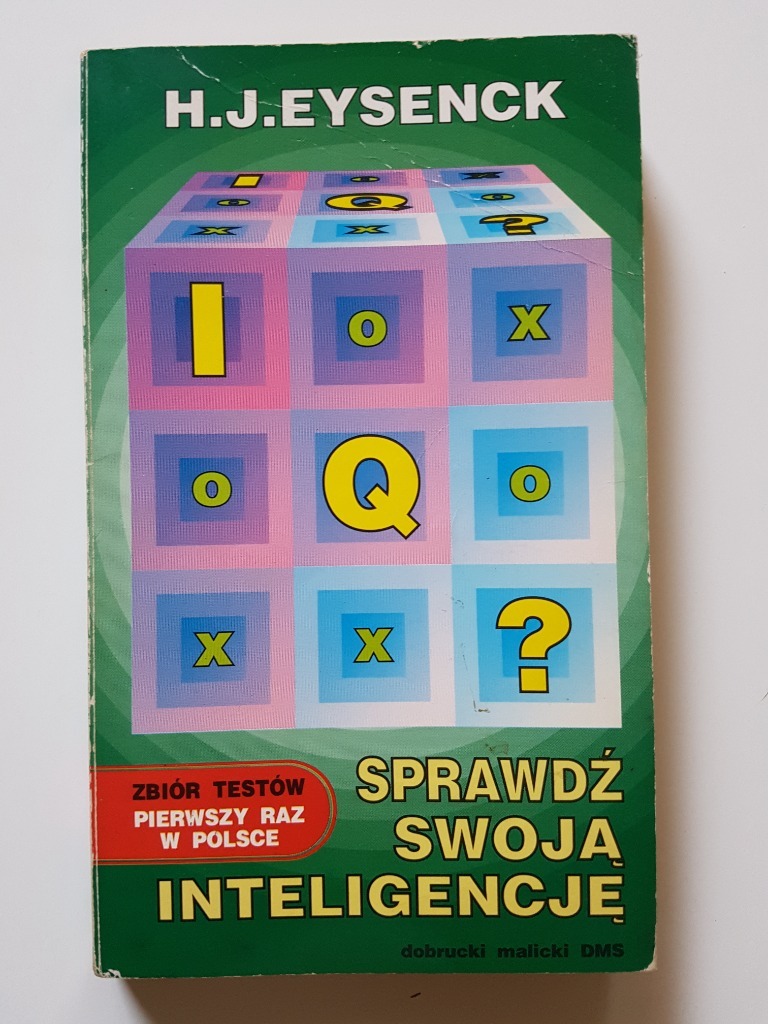 H.J.EYSENCK
I o x
o Q o
x x ?
I o x
o Q o
x x ?
ZBIÓR TESTÓW
PIERWSZY RAZ
W POLSCE
SPRAWDŹ
SWOJĄ
INTELIGENCJĘ
dobrucki malicki DMS